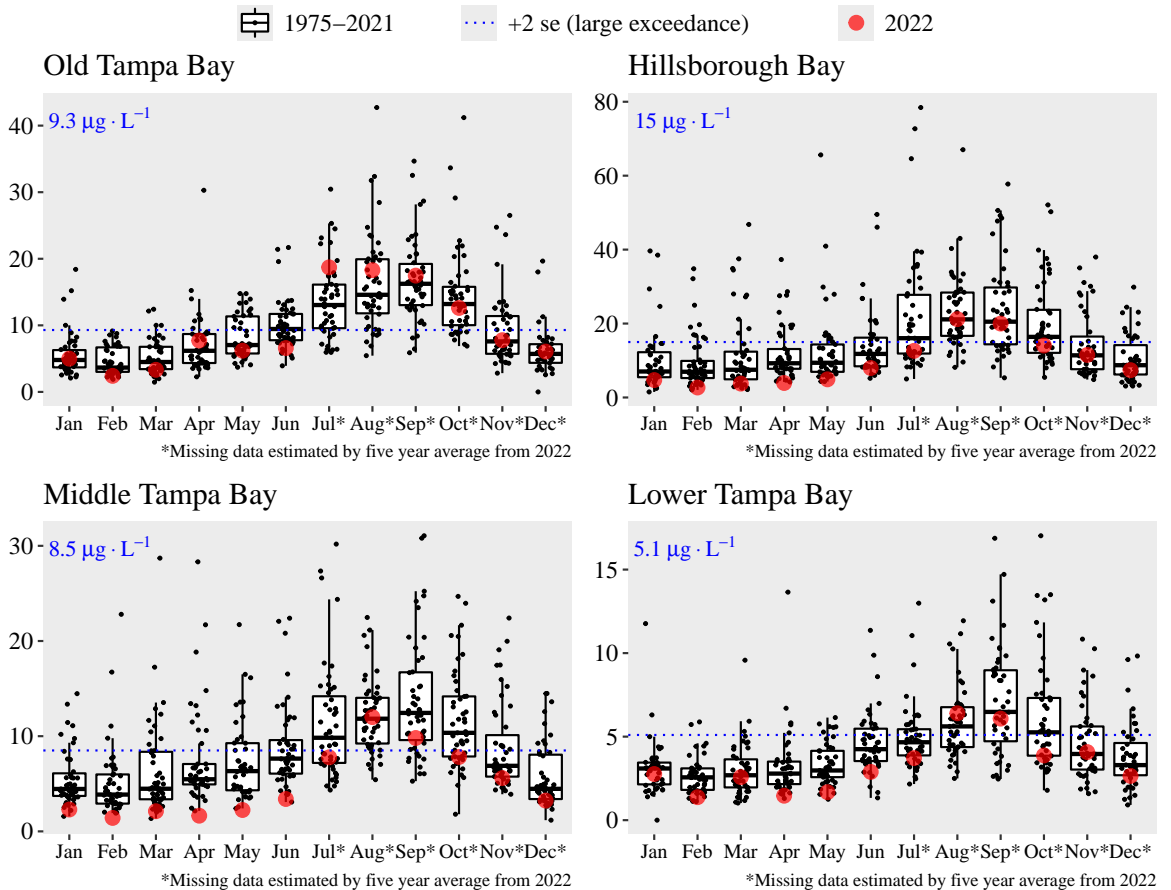 1975–2021 +2 se (large exceedance) 2022
Old Tampa Bay
9.3 μg · L⁻¹
40
30
20
10
0
Jan Feb Mar Apr May Jun Jul* Aug* Sep* Oct* Nov* Dec*
*Missing data estimated by five year average from 2022
Hillsborough Bay
15 μg · L⁻¹
80
60
40
20
0
Jan Feb Mar Apr May Jun Jul* Aug* Sep* Oct* Nov* Dec*
*Missing data estimated by five year average from 2022
Middle Tampa Bay
8.5 μg · L⁻¹
30
20
10
0
Jan Feb Mar Apr May Jun Jul* Aug* Sep* Oct* Nov* Dec*
*Missing data estimated by five year average from 2022
Lower Tampa Bay
5.1 μg · L⁻¹
15
10
5
0
Jan Feb Mar Apr May Jun Jul* Aug* Sep* Oct* Nov* Dec*
*Missing data estimated by five year average from 2022